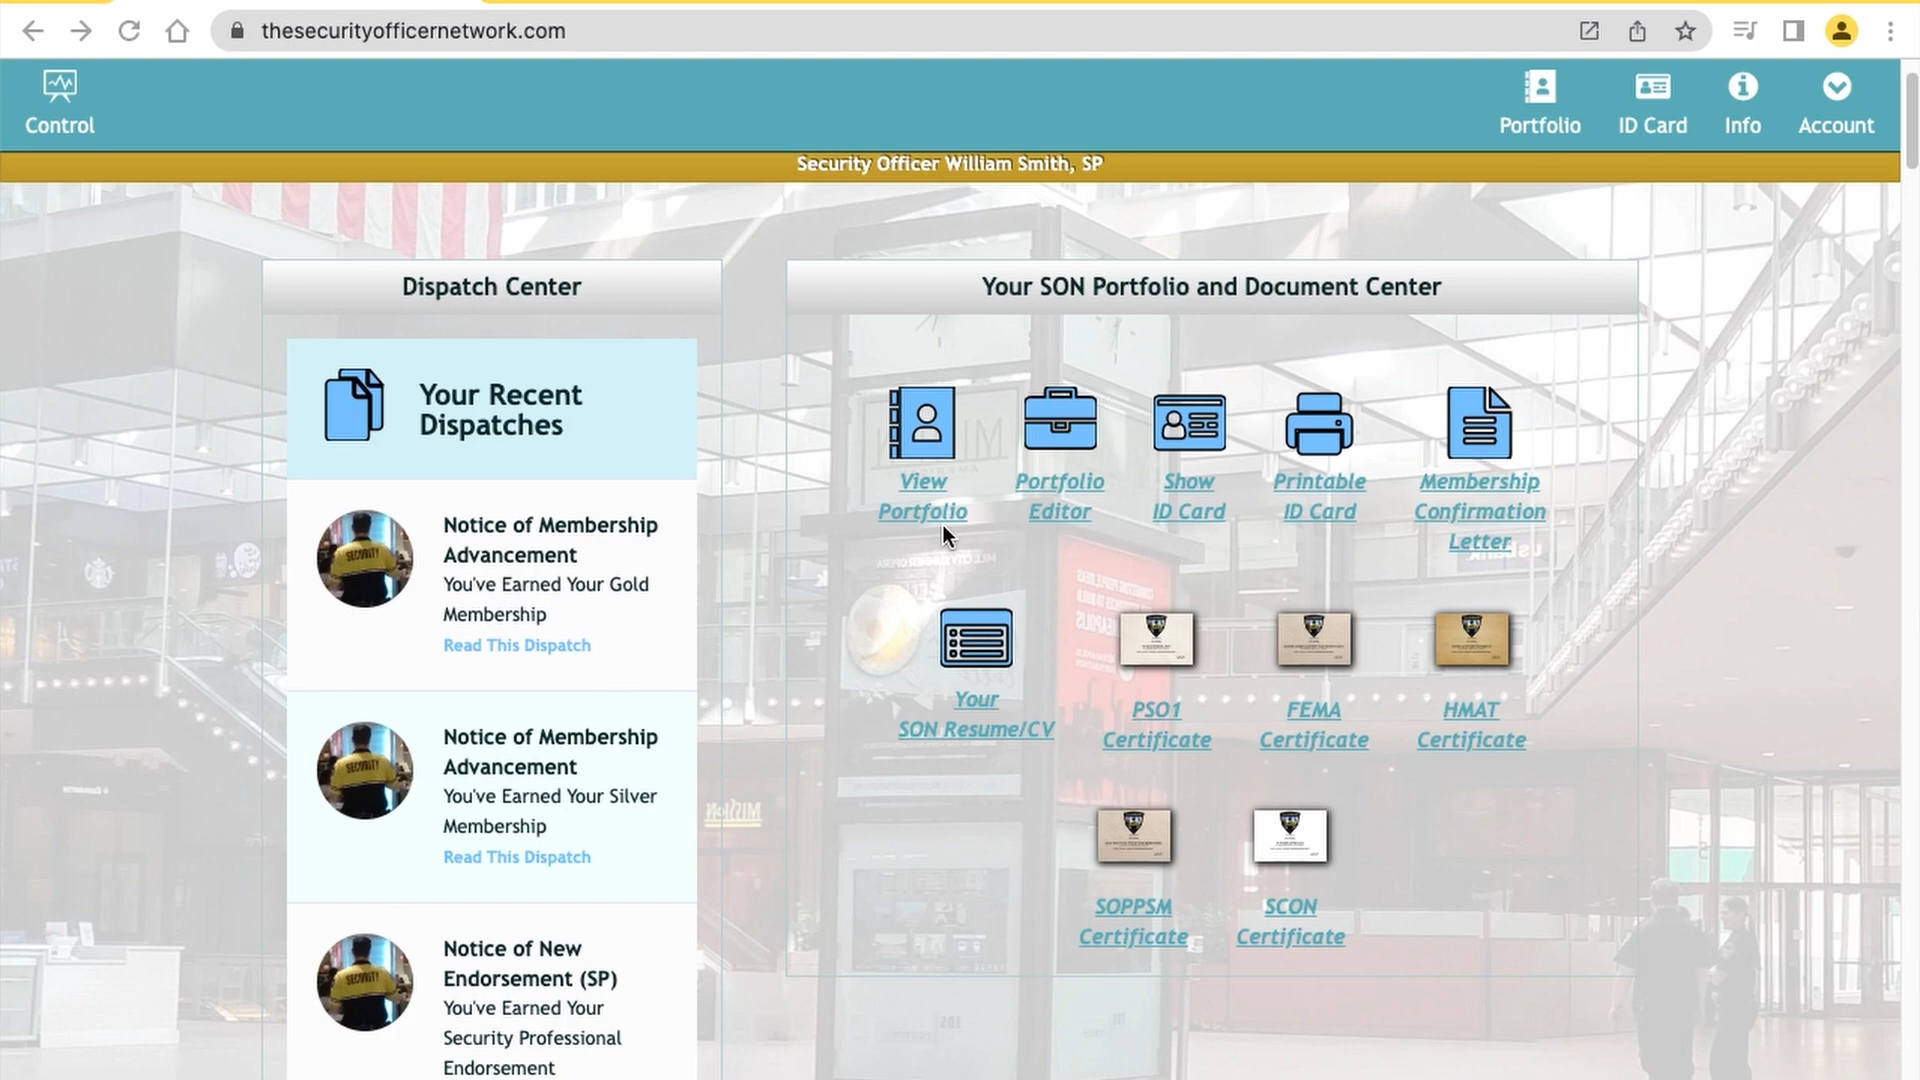 thesecurityofficernetwork.com
Control
Portfolio
ID Card
Info
Account
Security Officer William Smith, SP
Dispatch Center
Your Recent
Dispatches
Notice of Membership
Advancement
You've Earned Your Gold
Membership
Read This Dispatch
Notice of Membership
Advancement
You've Earned Your Silver
Membership
Read This Dispatch
Notice of New
Endorsement (SP)
You've Earned Your
Security Professional
Endorsement
Your SON Portfolio and Document Center
View
Portfolio
Portfolio
Editor
Show
ID Card
Printable
ID Card
Membership
Confirmation
Letter
Your
SON Resume/CV
PSO1
Certificate
FEMA
Certificate
HMAT
Certificate
SOPPSM
Certificate
SCON
Certificate
SECURITY
SECURITY
SECURITY